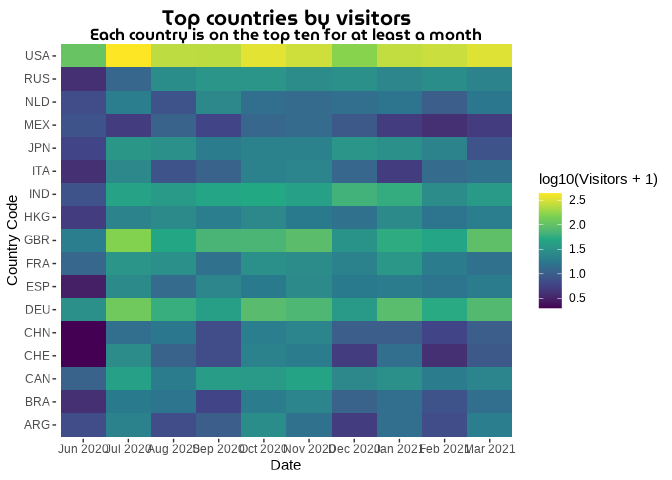 Top countries by visitors
Each country is on the top ten for at least a month
USA
RUS
NLD
MEX
JPN
ITA
IND
HKG
GBR
FRA
ESP
DEU
CHN
CHE
CAN
BRA
ARG
Country Code
Jun 2020 Jul 2020 Aug 2020 Sep 2020 Oct 2020 Nov 2020 Dec 2020 Jan 2021 Feb 2021 Mar 2021
Date
log10(Visitors + 1)
2.5
2.0
1.5
1.0
0.5